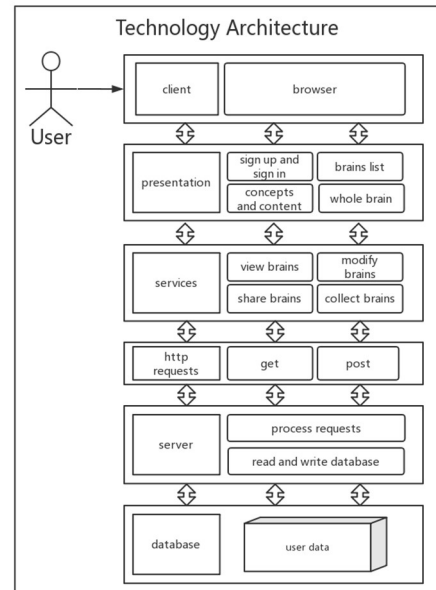 Technology Architecture
User
client
browser
presentation
sign up and
sign in
brains list
concepts
and content
whole brain
services
view brains
modify
brains
share brains
collect brains
http
requests
get
post
server
process requests
read and write database
database
user data